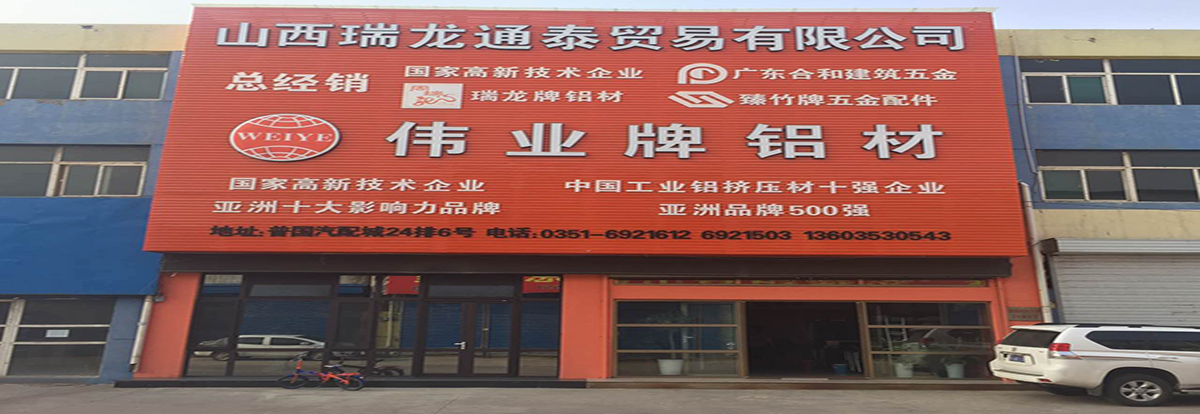 山西瑞龙通泰贸易有限公司
总经销 国家高新技术企业 广东合和建筑五金
瑞龙牌铝材 臻竹牌五金配件
WEIYE 伟业牌铝材
国家高新技术企业 中国工业铝挤压材十强企业
亚洲十大影响力品牌 亚洲品牌500强
地址:普国汽配城24排6号 电话:0351-6921612 6921503 13603530543